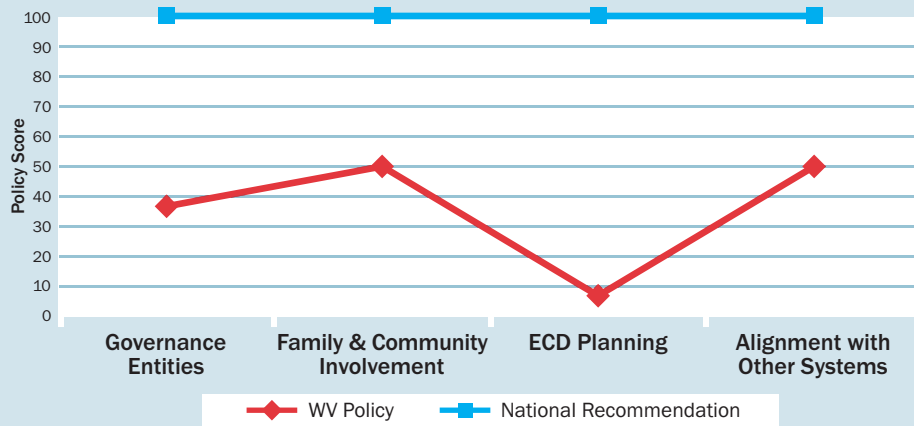 100
90
80
70
60
50
40
30
20
10
0
Policy Score
Governance
Entities
Family & Community
Involvement
ECD Planning
Alignment with
Other Systems
WV Policy
National Recommendation